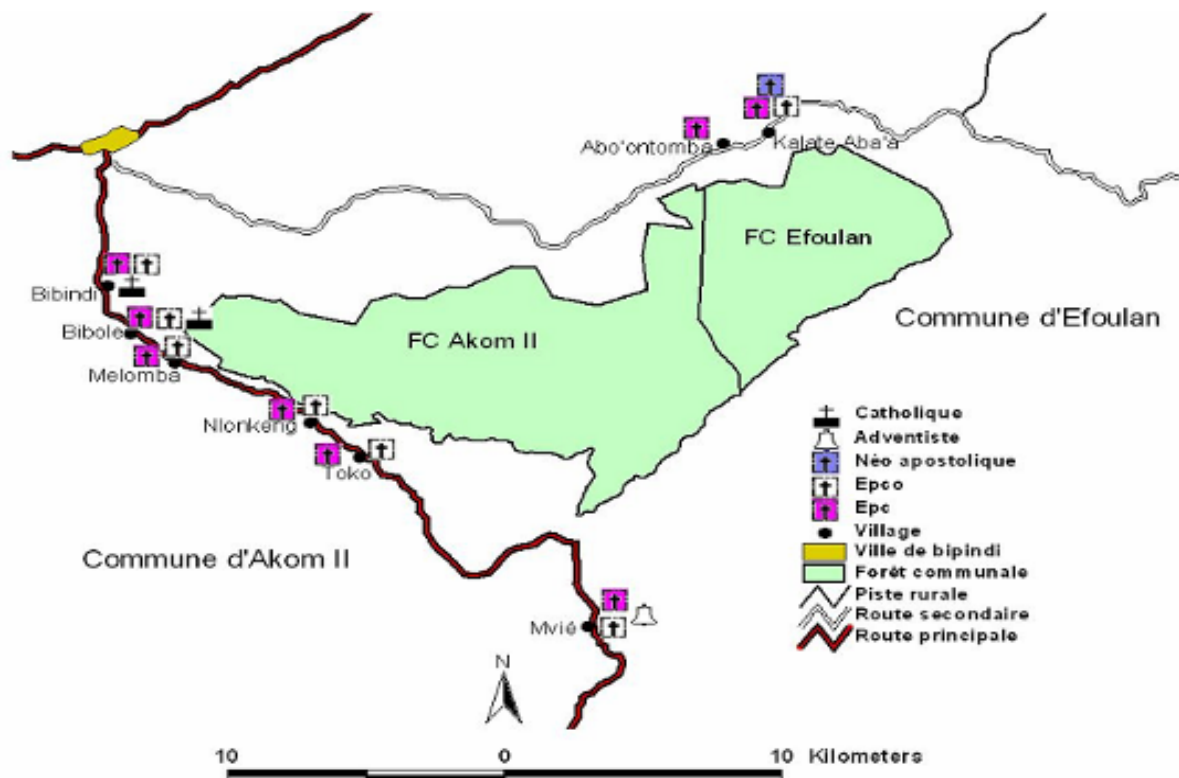 Abo'ontomba
Kalate Aba'a
FC Efoulan
Bibindi
Commune d'Efoulan
Bibole
FC Akom II
Melomba
Nlonkeng
Toko
Commune d'Akom II
Mvié
Catholique
Adventiste
Néo apostolique
Epco
Epc
Village
Ville de bipindi
Forêt communale
Piste rurale
Route secondaire
Route principale
N
10 0 10 Kilometers